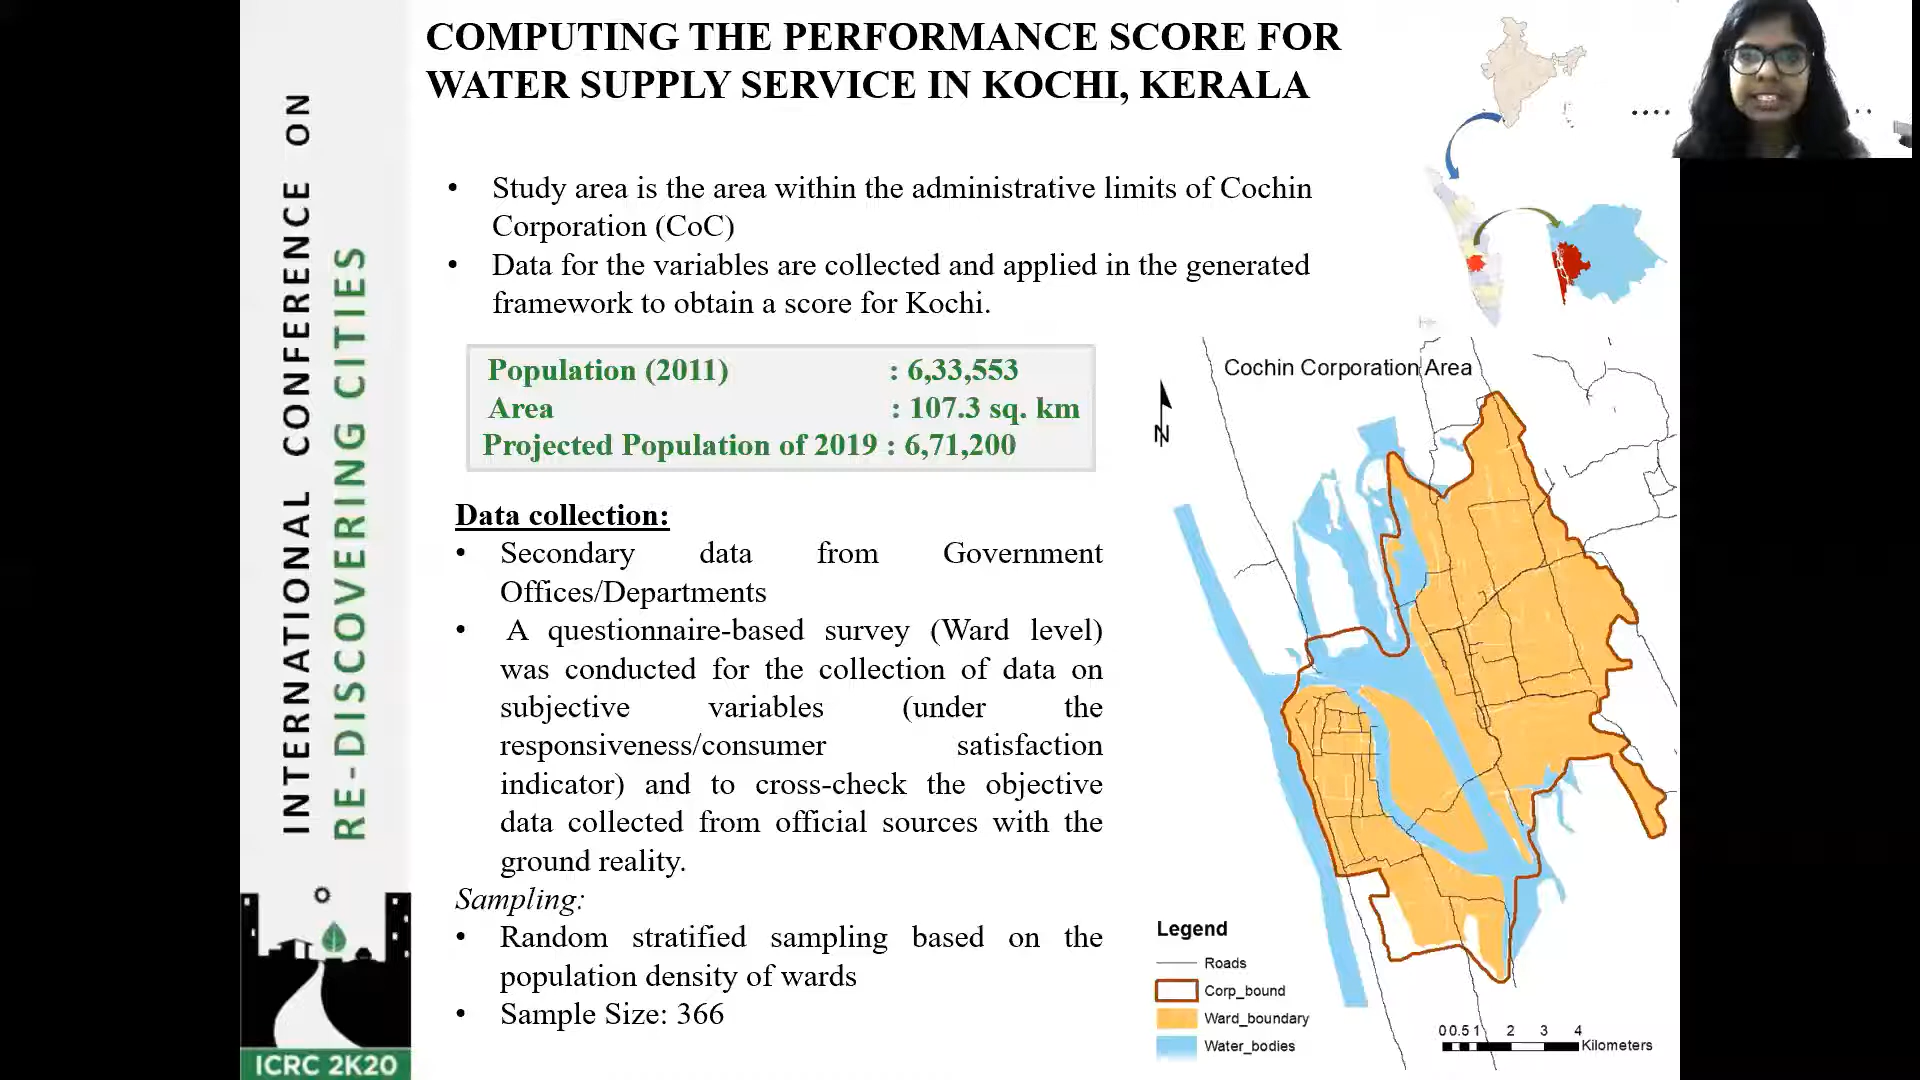 INTERNATIONAL CONFERENCE ON
RE-DISCOVERING CITIES
ICRC 2K20
COMPUTING THE PERFORMANCE SCORE FOR
WATER SUPPLY SERVICE IN KOCHI, KERALA
• Study area is the area within the administrative limits of Cochin
Corporation (CoC)
• Data for the variables are collected and applied in the generated
framework to obtain a score for Kochi.
Population (2011) : 6,33,553
Area : 107.3 sq. km
Projected Population of 2019 : 6,71,200
Data collection:
• Secondary data from Government
Offices/Departments
• A questionnaire-based survey (Ward level)
was conducted for the collection of data on
subjective variables (under the
responsiveness/consumer satisfaction
indicator) and to cross-check the objective
data collected from official sources with the
ground reality.
Sampling:
• Random stratified sampling based on the
population density of wards
• Sample Size: 366
Cochin Corporation Area
N
Legend
Roads
Corp_bound
Ward_boundary
Water_bodies
0 0.5 1 2 3 4
Kilometers